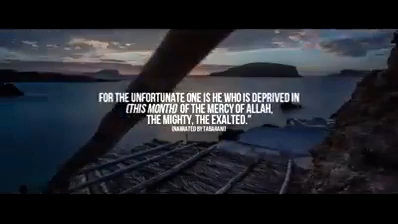 FOR THE UNFORTUNATE ONE IS HE WHO IS DEPRIVED IN
(THIS MONTH) OF THE MERCY OF ALLAH,
THE MIGHTY, THE EXALTED."
(NARRATED BY TABARANI)